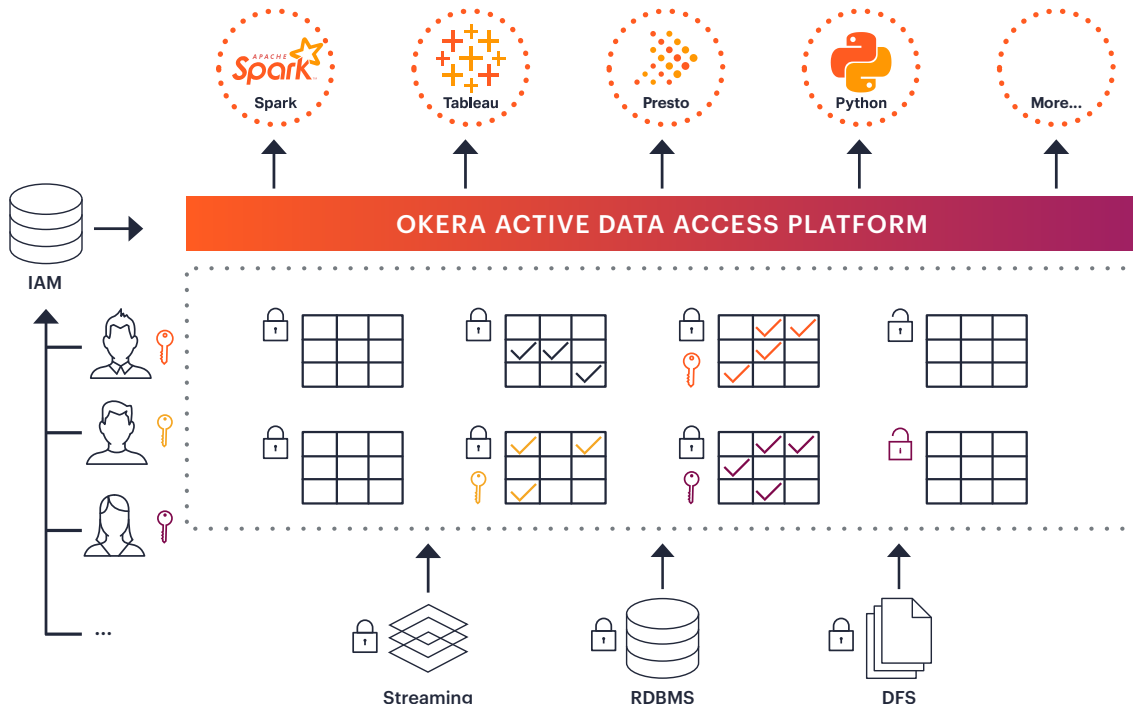 APACHE
Spark
Spark
Tableau
Presto
Python
More...
OKERA ACTIVE DATA ACCESS PLATFORM
IAM
...
Streaming
RDBMS
DFS